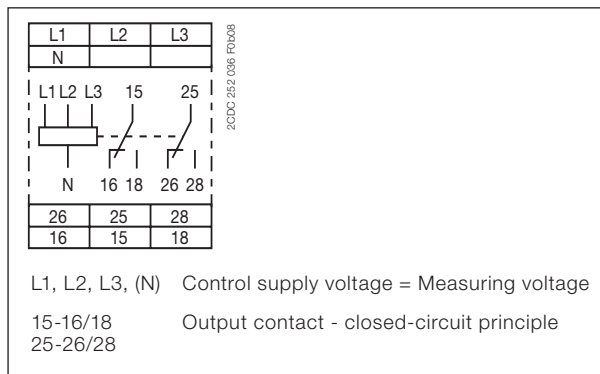 L1 L2 L3
N
2CDC 252 036 F0b08
L1 L2 L3 15 25
N 16 18 26 28
26 25 28
16 15 18
L1, L2, L3, (N) Control supply voltage = Measuring voltage
15-16/18 Output contact - closed-circuit principle
25-26/28